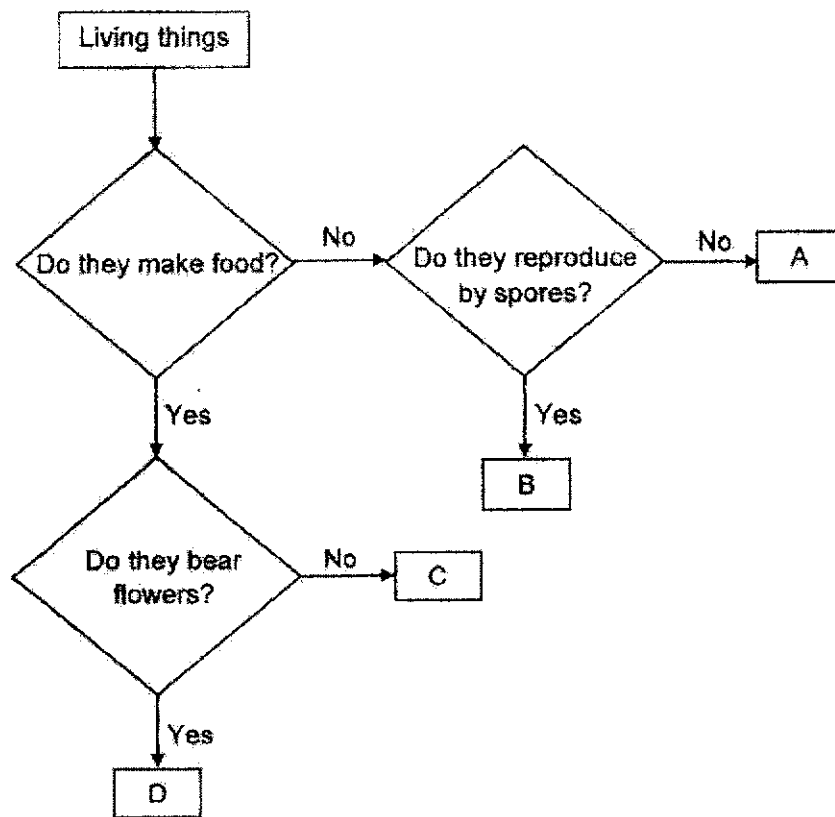 Living things
Do they make food?
No
Do they reproduce
by spores?
No
A
Yes
B
Yes
Do they bear
flowers?
No
C
Yes
D